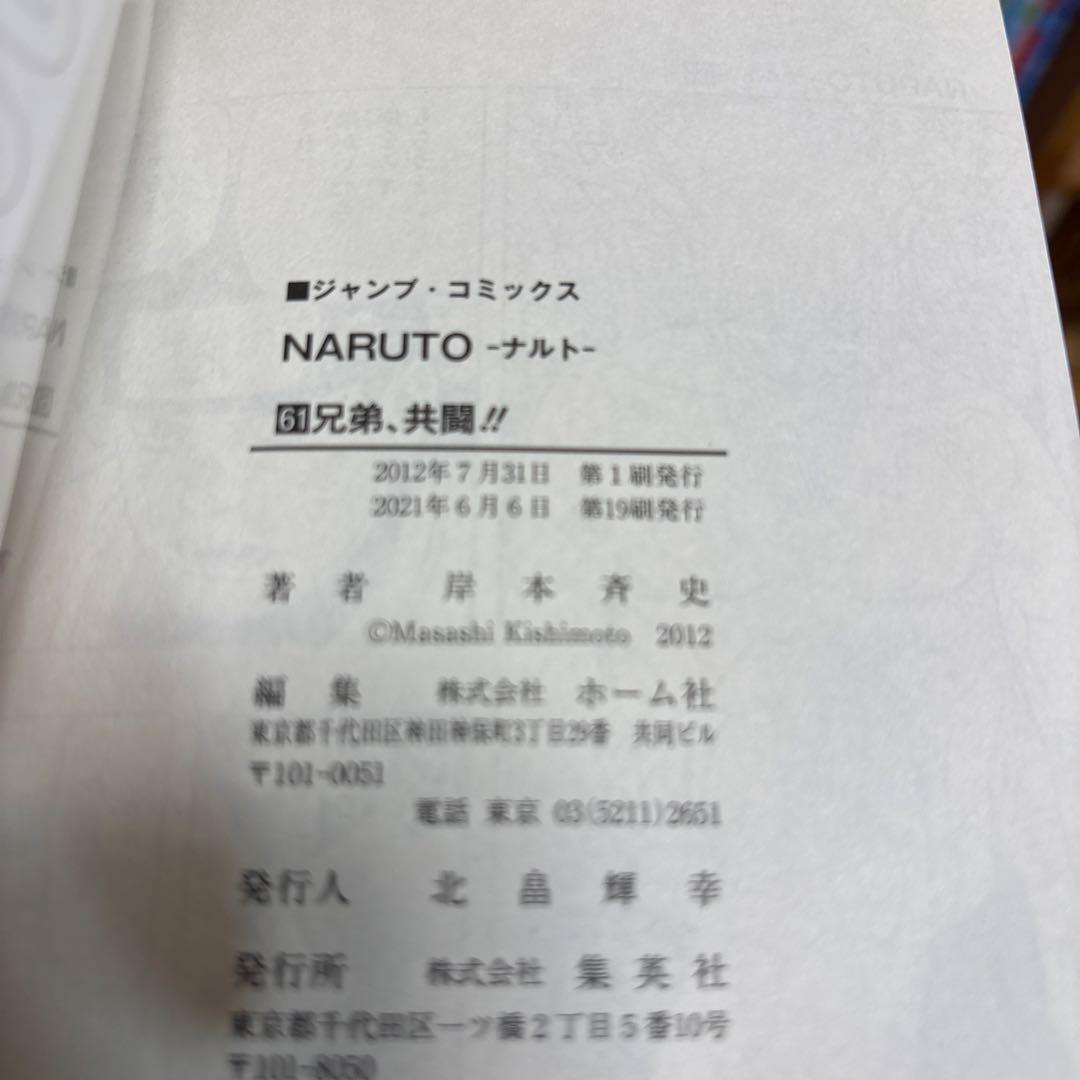 ■ジャンプ・コミックス
NARUTO -ナルト-
61兄弟、共闘!!
2012年7月31日 第1刷発行
2021年6月6日 第19刷発行
著者 岸本斉史
©Masashi Kishimoto 2012
編集 株式会社 ホーム社
東京都千代田区神田神保町3丁目29番 共同ビル
〒101-0051
電話 東京 03(5211)2651
発行人 北畠輝幸
発行所 株式会社 集英社
東京都千代田区一ツ橋2丁目5番10号
〒101-8050